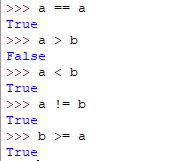 >>> a == a
True
>>> a > b
False
>>> a < b
True
>>> a != b
True
>>> b >= a
True